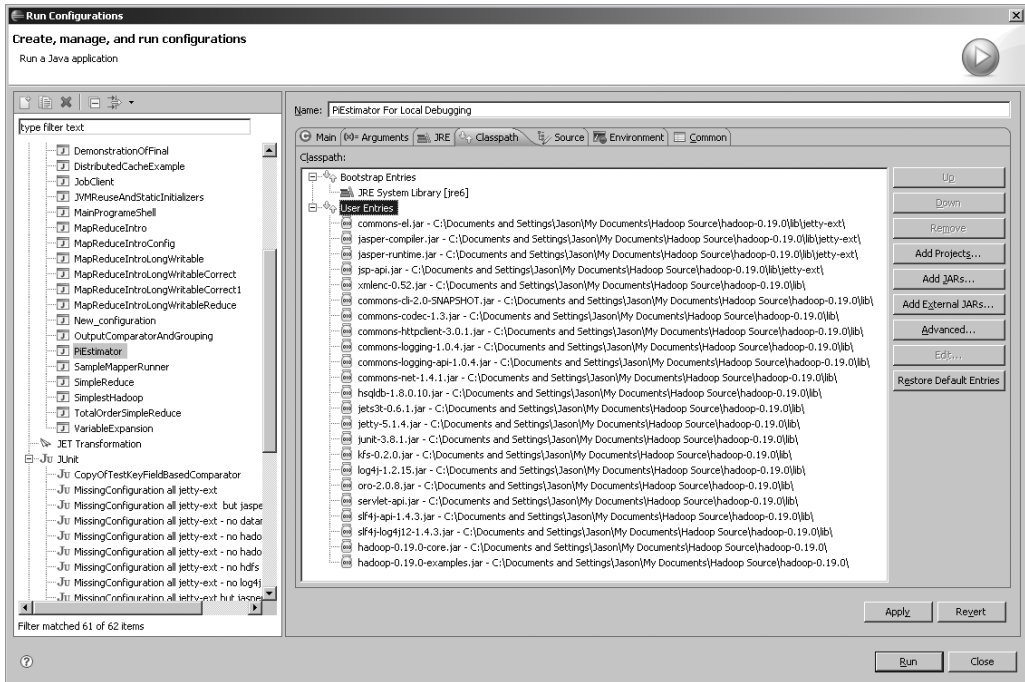 Run Configurations
Create, manage, and run configurations
Run a Java application
type filter text
DemonstrationOfFinal
DistributedCacheExample
JobClient
JVMReuseAndStaticInitializers
MainProgrameShell
MapReduceIntro
MapReduceIntroConfig
MapReduceIntroLongWritable
MapReduceIntroLongWritableCorrect
MapReduceIntroLongWritableCorrect1
MapReduceIntroLongWritableReduce
New_configuration
OutputComparatorAndGrouping
PiEstimator
SampleMapperRunner
SimpleReduce
SimplestHadoop
TotalOrderSimpleReduce
VariableExpansion
JET Transformation
Ju JUnit
Ju CopyOfTestKeyFieldBasedComparator
Ju MissingConfiguration all jetty-ext
Ju MissingConfiguration all jetty-ext but jaspe
Ju MissingConfiguration all jetty-ext - no datar
Ju MissingConfiguration all jetty-ext - no hado
Ju MissingConfiguration all jetty-ext - no hado
Ju MissingConfiguration all jetty-ext - no hdfs
Ju MissingConfiguration all jetty-ext - no log4j
Ju MissingConfiguration all jetty-ext but jasper
Filter matched 61 of 62 items
Name: PiEstimator For Local Debugging
Main (x)= Arguments JRE Classpath Source Environment Common
Classpath:
Bootstrap Entries
JRE System Library [jre6]
User Entries
commons-el.jar - C:\Documents and Settings\Jason\My Documents\Hadoop Source\hadoop-0.19.0\lib\jetty-ext\
jasper-compiler.jar - C:\Documents and Settings\Jason\My Documents\Hadoop Source\hadoop-0.19.0\lib\jetty-ext\
jasper-runtime.jar - C:\Documents and Settings\Jason\My Documents\Hadoop Source\hadoop-0.19.0\lib\jetty-ext\
jsp-api.jar - C:\Documents and Settings\Jason\My Documents\Hadoop Source\hadoop-0.19.0\lib\jetty-ext\
xmlenc-0.52.jar - C:\Documents and Settings\Jason\My Documents\Hadoop Source\hadoop-0.19.0\lib\
commons-cli-2.0-SNAPSHOT.jar - C:\Documents and Settings\Jason\My Documents\Hadoop Source\hadoop-0.19.0\lib\
commons-codec-1.3.jar - C:\Documents and Settings\Jason\My Documents\Hadoop Source\hadoop-0.19.0\lib\
commons-httpclient-3.0.1.jar - C:\Documents and Settings\Jason\My Documents\Hadoop Source\hadoop-0.19.0\lib\
commons-logging-1.0.4.jar - C:\Documents and Settings\Jason\My Documents\Hadoop Source\hadoop-0.19.0\lib\
commons-logging-api-1.0.4.jar - C:\Documents and Settings\Jason\My Documents\Hadoop Source\hadoop-0.19.0\lib\
commons-net-1.4.1.jar - C:\Documents and Settings\Jason\My Documents\Hadoop Source\hadoop-0.19.0\lib\
hsqldb-1.8.0.10.jar - C:\Documents and Settings\Jason\My Documents\Hadoop Source\hadoop-0.19.0\lib\
jets3t-0.6.1.jar - C:\Documents and Settings\Jason\My Documents\Hadoop Source\hadoop-0.19.0\lib\
jetty-5.1.4.jar - C:\Documents and Settings\Jason\My Documents\Hadoop Source\hadoop-0.19.0\lib\
junit-3.8.1.jar - C:\Documents and Settings\Jason\My Documents\Hadoop Source\hadoop-0.19.0\lib\
kfs-0.2.0.jar - C:\Documents and Settings\Jason\My Documents\Hadoop Source\hadoop-0.19.0\lib\
log4j-1.2.15.jar - C:\Documents and Settings\Jason\My Documents\Hadoop Source\hadoop-0.19.0\lib\
oro-2.0.8.jar - C:\Documents and Settings\Jason\My Documents\Hadoop Source\hadoop-0.19.0\lib\
servlet-api.jar - C:\Documents and Settings\Jason\My Documents\Hadoop Source\hadoop-0.19.0\lib\
slf4j-api-1.4.3.jar - C:\Documents and Settings\Jason\My Documents\Hadoop Source\hadoop-0.19.0\lib\
slf4j-log4j12-1.4.3.jar - C:\Documents and Settings\Jason\My Documents\Hadoop Source\hadoop-0.19.0\lib\
hadoop-0.19.0-core.jar - C:\Documents and Settings\Jason\My Documents\Hadoop Source\hadoop-0.19.0\
hadoop-0.19.0-examples.jar - C:\Documents and Settings\Jason\My Documents\Hadoop Source\hadoop-0.19.0\
Up
Down
Remove
Add Projects...
Add JARs...
Add External JARs...
Advanced...
Edit...
Restore Default Entries
Apply Revert
Run Close